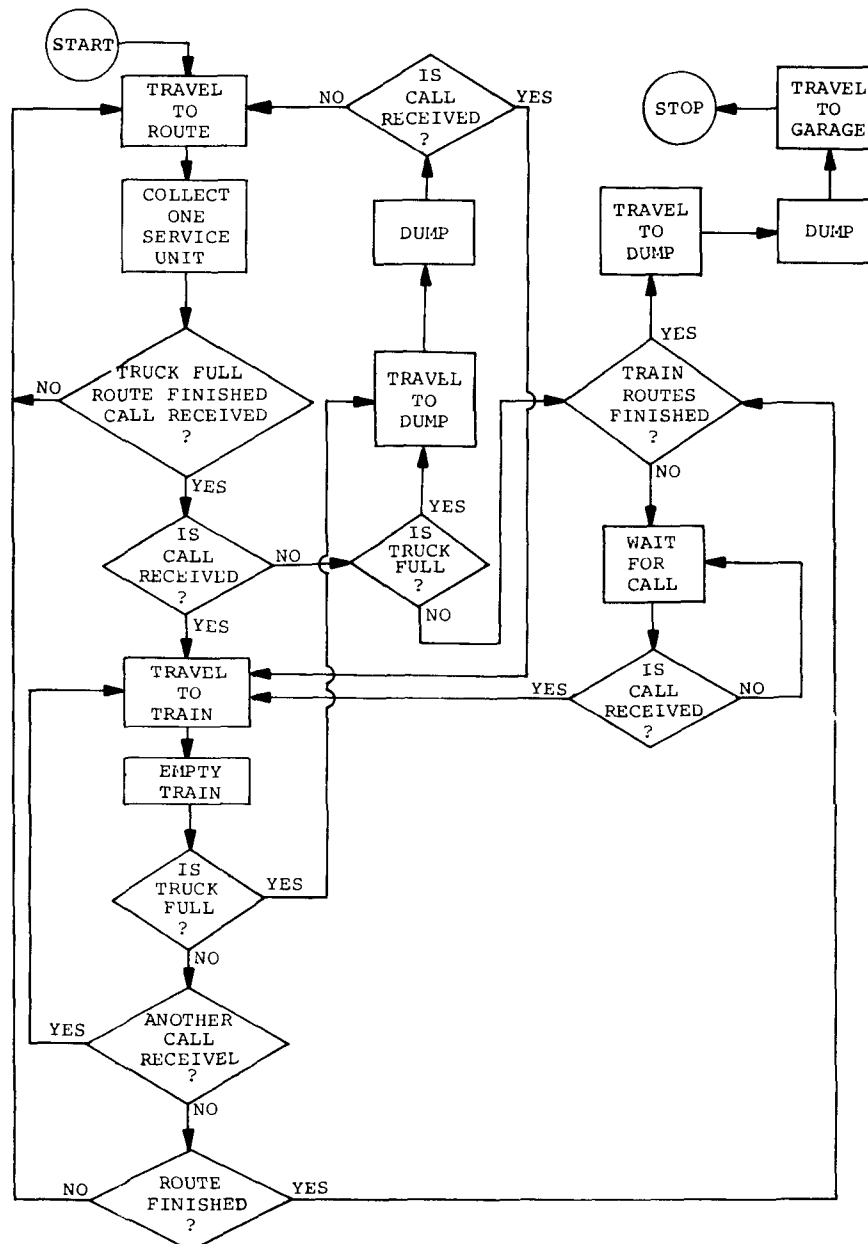 START
TRAVEL
TO
ROUTE
COLLECT
ONE
SERVICE
UNIT
TRUCK FULL
ROUTE FINISHED
CALL RECEIVED
?
NO
YES
IS
CALL
RECEIVED
?
NO
YES
TRAVEL
TO
TRAIN
EMPTY
TRAIN
IS
TRUCK
FULL
?
YES
NO
ANOTHER
CALL
RECEIVEL
?
YES
NO
ROUTE
FINISHED
?
NO
YES
IS
CALL
RECEIVED
?
NO
YES
DUMP
TRAVEL
TO
DUMP
YES
IS
TRUCK
FULL
?
NO
STOP
TRAVEL
TO
GARAGE
TRAVEL
TO
DUMP
DUMP
YES
TRAIN
ROUTES
FINISHED
?
NO
WAIT
FOR
CALL
IS
CALL
RECEIVED
?
YES
NO